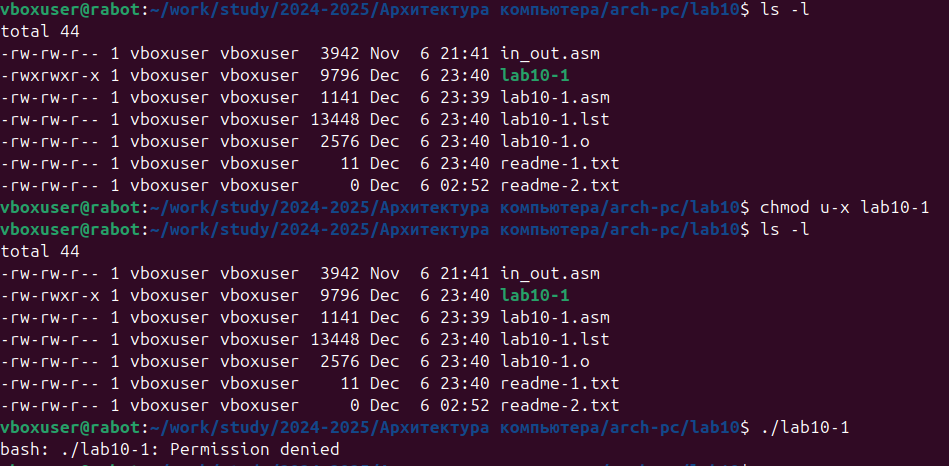 vboxuser@rabot:~/work/study/2024-2025/Архитектура компьютера/arch-pc/lab10$ ls -l
total 44
-rw-rw-r-- 1 vboxuser vboxuser  3942 Nov  6 21:41 in_out.asm
-rwxrwxr-x 1 vboxuser vboxuser  9796 Dec  6 23:40 lab10-1
-rw-rw-r-- 1 vboxuser vboxuser  1141 Dec  6 23:39 lab10-1.asm
-rw-rw-r-- 1 vboxuser vboxuser 13448 Dec  6 23:40 lab10-1.lst
-rw-rw-r-- 1 vboxuser vboxuser  2576 Dec  6 23:40 lab10-1.o
-rw-rw-r-- 1 vboxuser vboxuser    11 Dec  6 23:40 readme-1.txt
-rw-rw-r-- 1 vboxuser vboxuser     0 Dec  6 02:52 readme-2.txt
vboxuser@rabot:~/work/study/2024-2025/Архитектура компьютера/arch-pc/lab10$ chmod u-x lab10-1
vboxuser@rabot:~/work/study/2024-2025/Архитектура компьютера/arch-pc/lab10$ ls -l
total 44
-rw-rw-r-- 1 vboxuser vboxuser  3942 Nov  6 21:41 in_out.asm
-rw-rwxr-x 1 vboxuser vboxuser  9796 Dec  6 23:40 lab10-1
-rw-rw-r-- 1 vboxuser vboxuser  1141 Dec  6 23:39 lab10-1.asm
-rw-rw-r-- 1 vboxuser vboxuser 13448 Dec  6 23:40 lab10-1.lst
-rw-rw-r-- 1 vboxuser vboxuser  2576 Dec  6 23:40 lab10-1.o
-rw-rw-r-- 1 vboxuser vboxuser    11 Dec  6 23:40 readme-1.txt
-rw-rw-r-- 1 vboxuser vboxuser     0 Dec  6 02:52 readme-2.txt
vboxuser@rabot:~/work/study/2024-2025/Архитектура компьютера/arch-pc/lab10$ ./lab10-1
bash: ./lab10-1: Permission denied